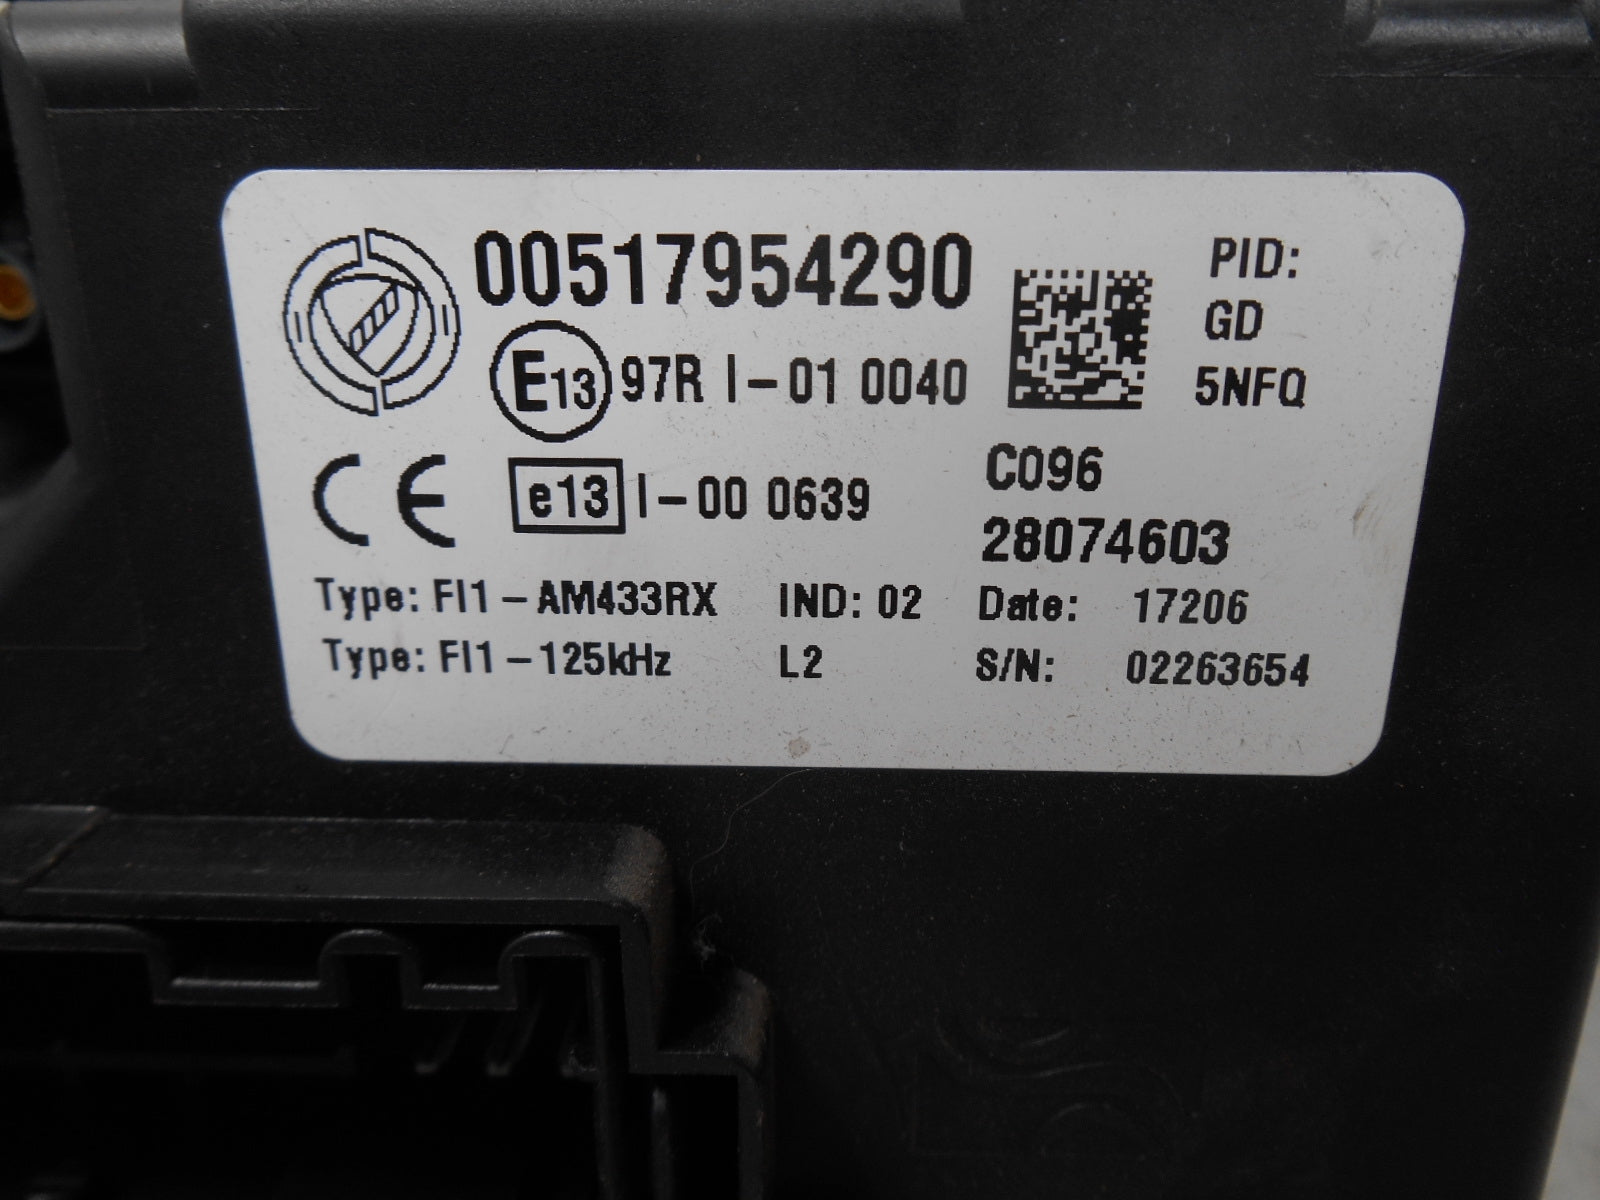 00517954290
E13 97R I-01 0040
e13 I-00 0639
PID:
GD
5NFQ
C096
28074603
CE
Type: FI1-AM433RX IND: 02 Date: 17206
Type: FI1-125kHz L2 S/N: 02263654